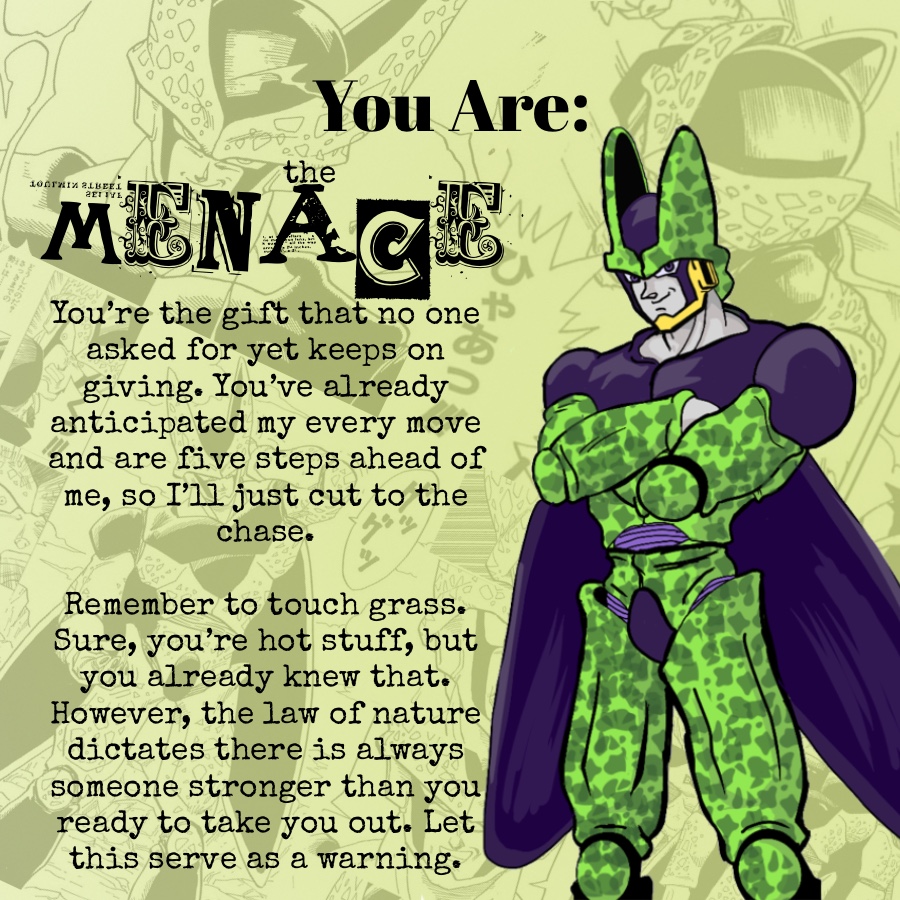 You Are:
the
MENACE
You’re the gift that no one
asked for yet keeps on
giving. You’ve already
anticipated my every move
and are five steps ahead of
me, so I’ll just cut to the
chase.
Remember to touch grass.
Sure, you’re hot stuff, but
you already knew that.
However, the law of nature
dictates there is always
someone stronger than you
ready to take you out. Let
this serve as a warning.